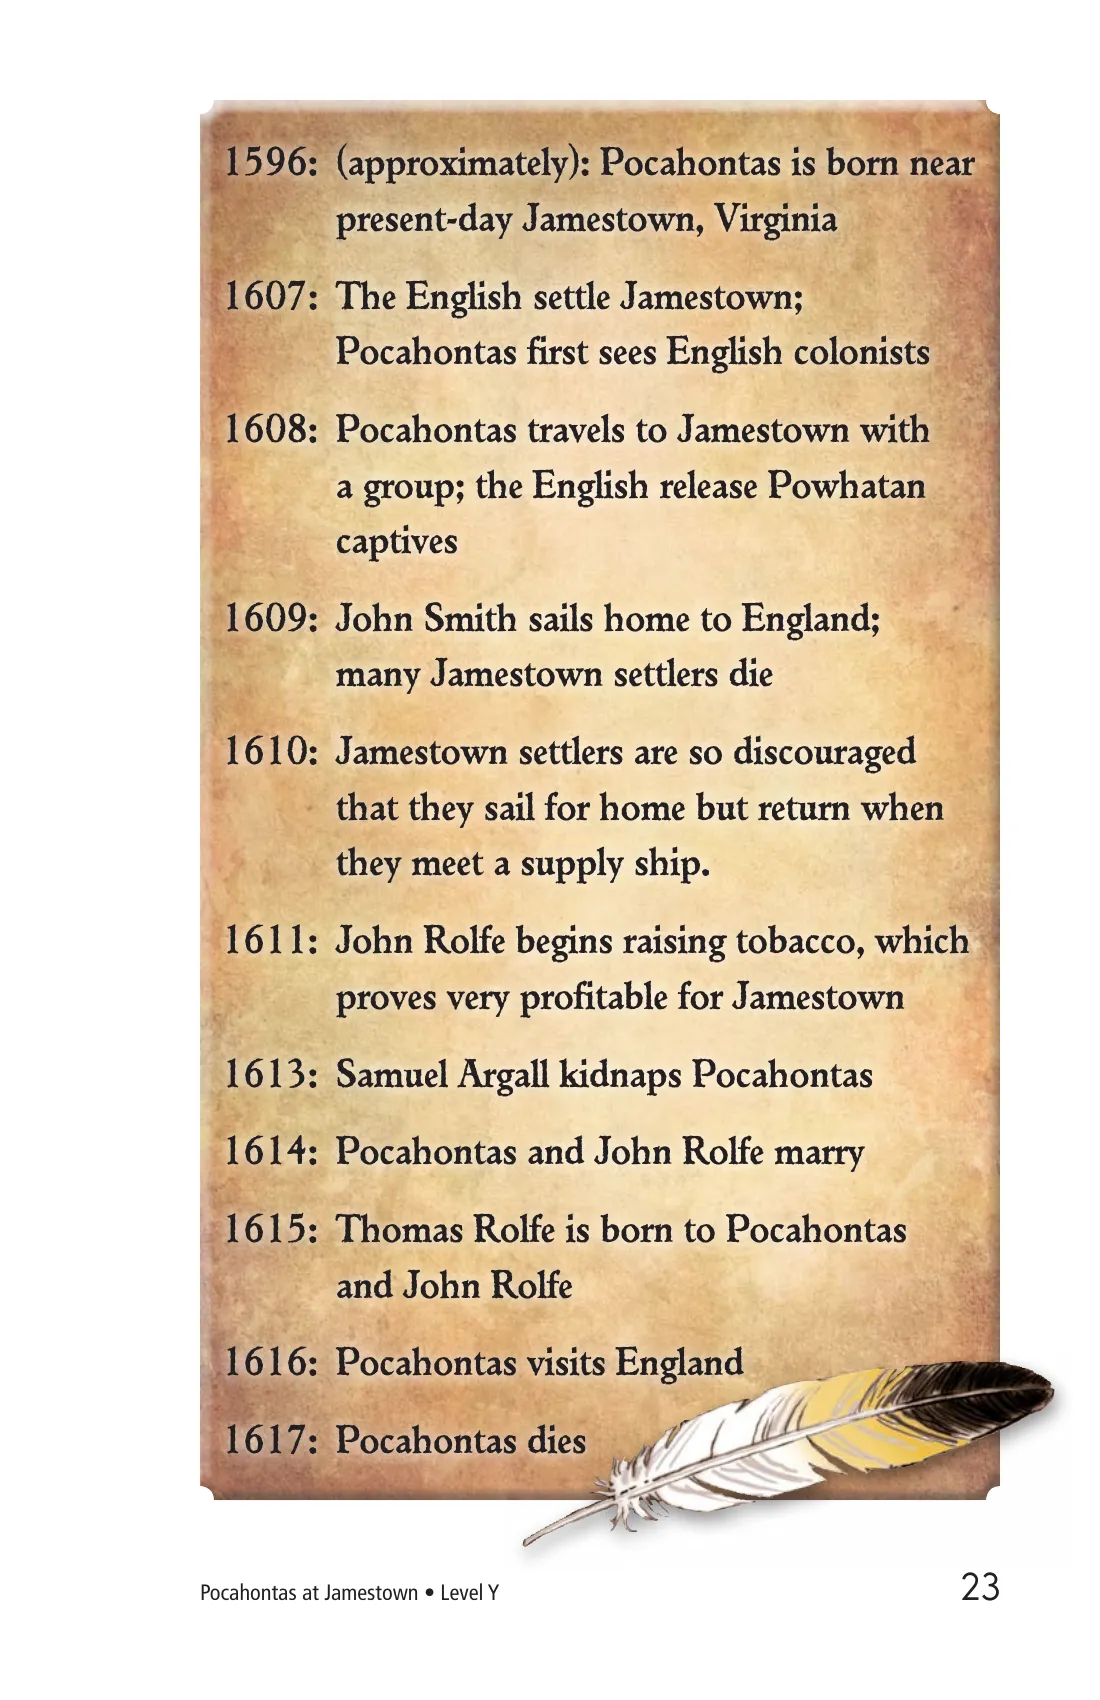 1596: (approximately): Pocahontas is born near
present-day Jamestown, Virginia
1607: The English settle Jamestown;
Pocahontas first sees English colonists
1608: Pocahontas travels to Jamestown with
a group; the English release Powhatan
captives
1609: John Smith sails home to England;
many Jamestown settlers die
1610: Jamestown settlers are so discouraged
that they sail for home but return when
they meet a supply ship.
1611: John Rolfe begins raising tobacco, which
proves very profitable for Jamestown
1613: Samuel Argall kidnaps Pocahontas
1614: Pocahontas and John Rolfe marry
1615: Thomas Rolfe is born to Pocahontas
and John Rolfe
1616: Pocahontas visits England
1617: Pocahontas dies
Pocahontas at Jamestown • Level Y 23